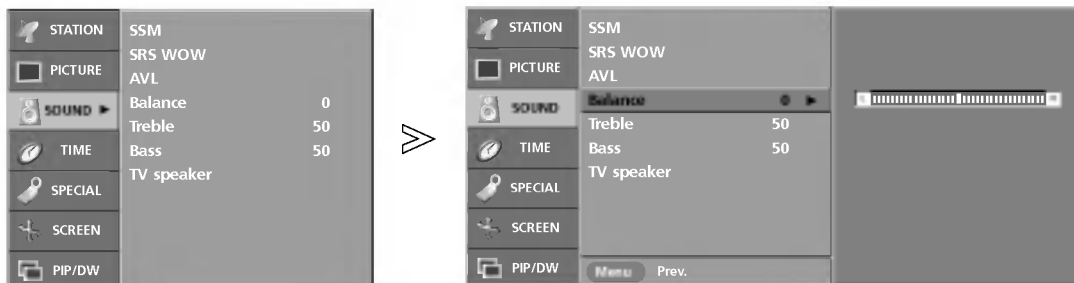 STATION
PICTURE
SOUND ►
TIME
SPECIAL
SCREEN
PIP/DW
SSM
SRS WOW
AVL
Balance 0
Treble 50
Bass 50
TV speaker
STATION
PICTURE
SOUND
TIME
SPECIAL
SCREEN
PIP/DW
SSM
SRS WOW
AVL
Balance 0 ►
Treble 50
Bass 50
TV speaker
Menu Prev.